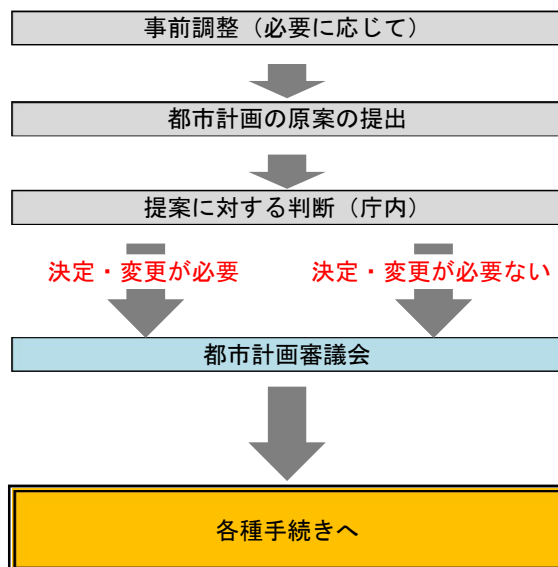 事前調整（必要に応じて）
都市計画の原案の提出
提案に対する判断（庁内）
決定・変更が必要
決定・変更が必要ない
都市計画審議会
各種手続きへ